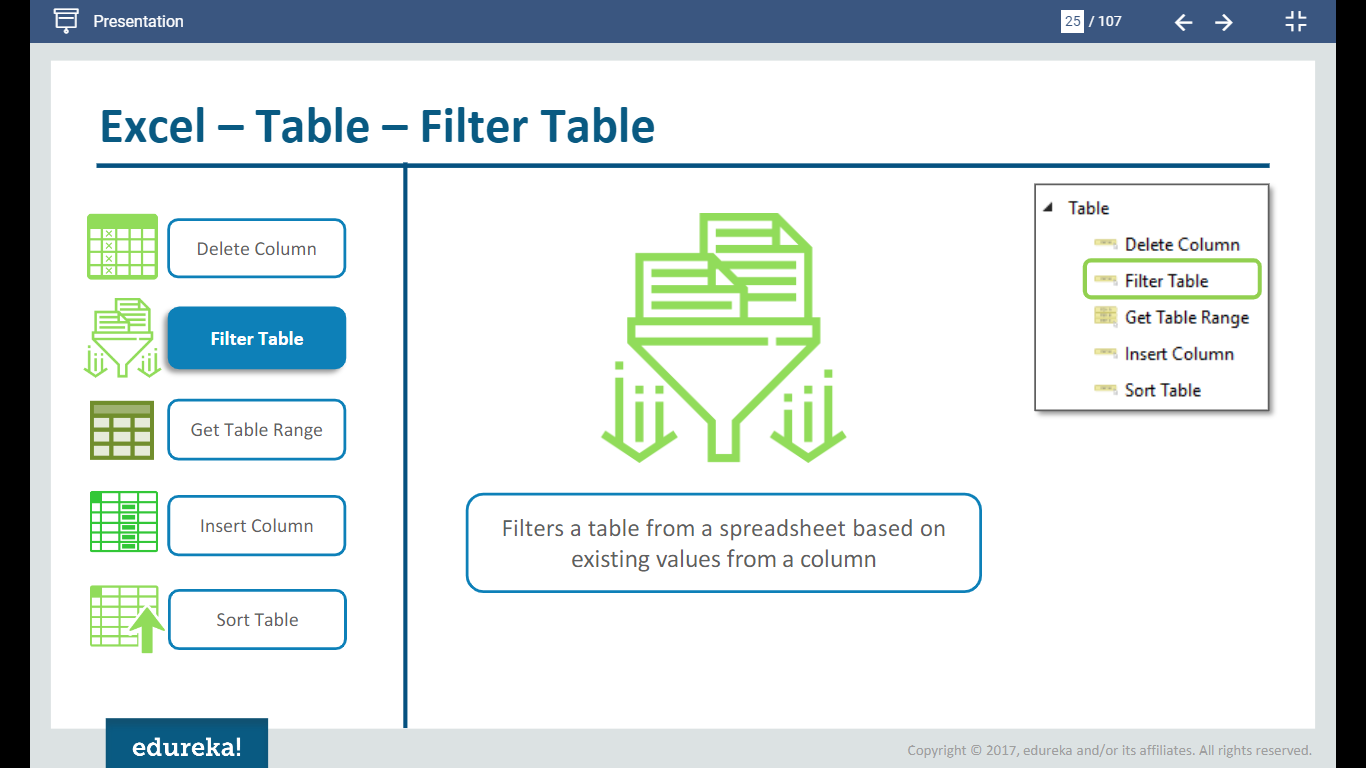 Presentation
25 / 107
Excel – Table – Filter Table
Delete Column
Filter Table
Get Table Range
Insert Column
Sort Table
Filters a table from a spreadsheet based on
existing values from a column
Table
Delete Column
Filter Table
Get Table Range
Insert Column
Sort Table
edureka!
Copyright © 2017, edureka and/or its affiliates. All rights reserved.